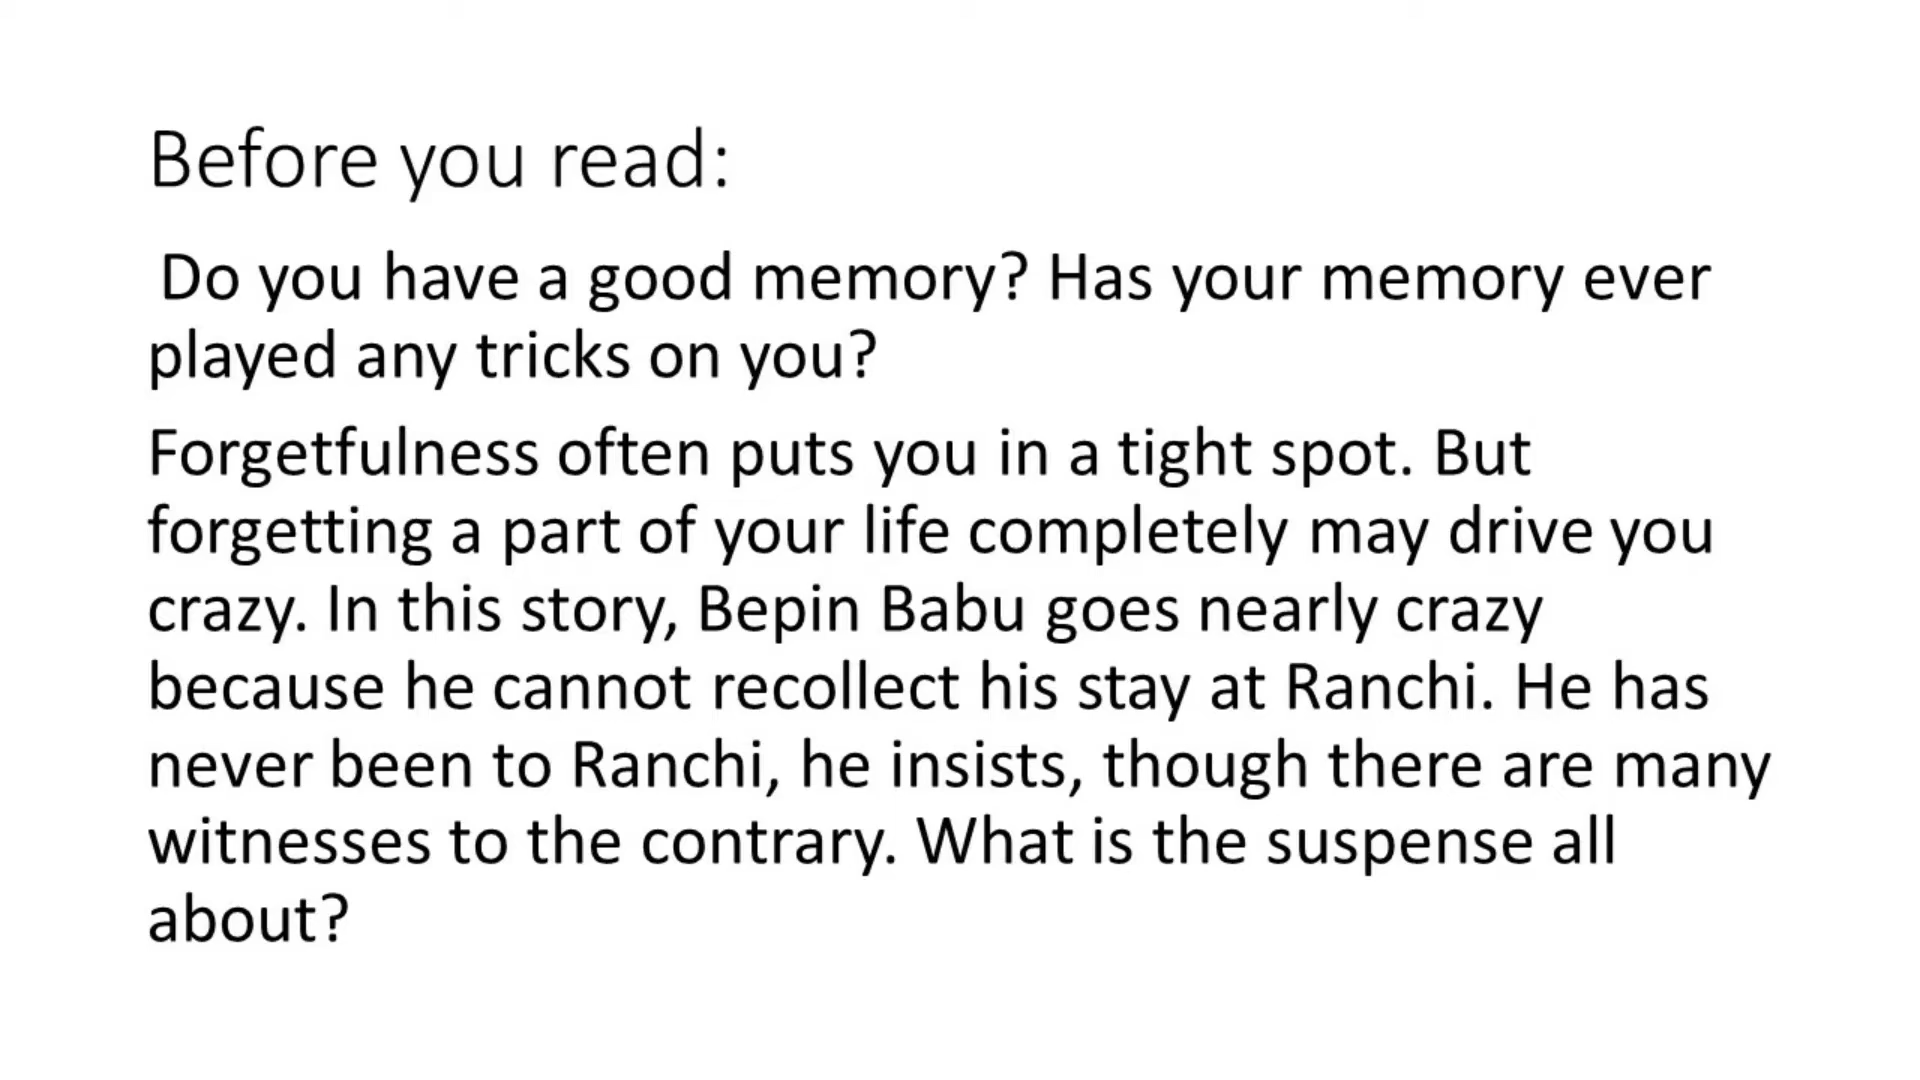 Before you read:
Do you have a good memory? Has your memory ever
played any tricks on you?
Forgetfulness often puts you in a tight spot. But
forgetting a part of your life completely may drive you
crazy. In this story, Bepin Babu goes nearly crazy
because he cannot recollect his stay at Ranchi. He has
never been to Ranchi, he insists, though there are many
witnesses to the contrary. What is the suspense all
about?